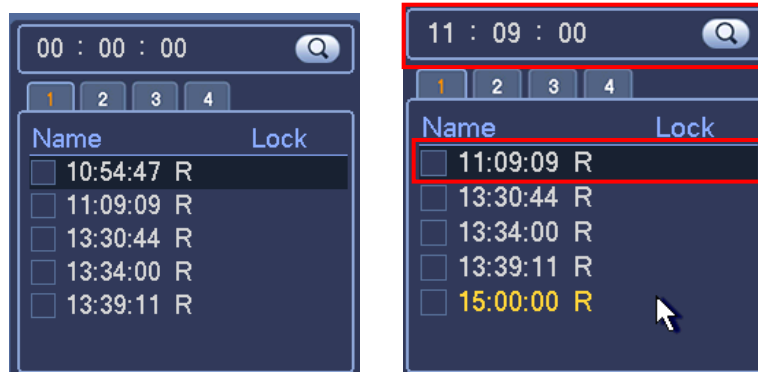 00 : 00 : 00
1 2 3 4
Name Lock
10:54:47 R
11:09:09 R
13:30:44 R
13:34:00 R
13:39:11 R
11 : 09 : 00
1 2 3 4
Name Lock
11:09:09 R
13:30:44 R
13:34:00 R
13:39:11 R
15:00:00 R